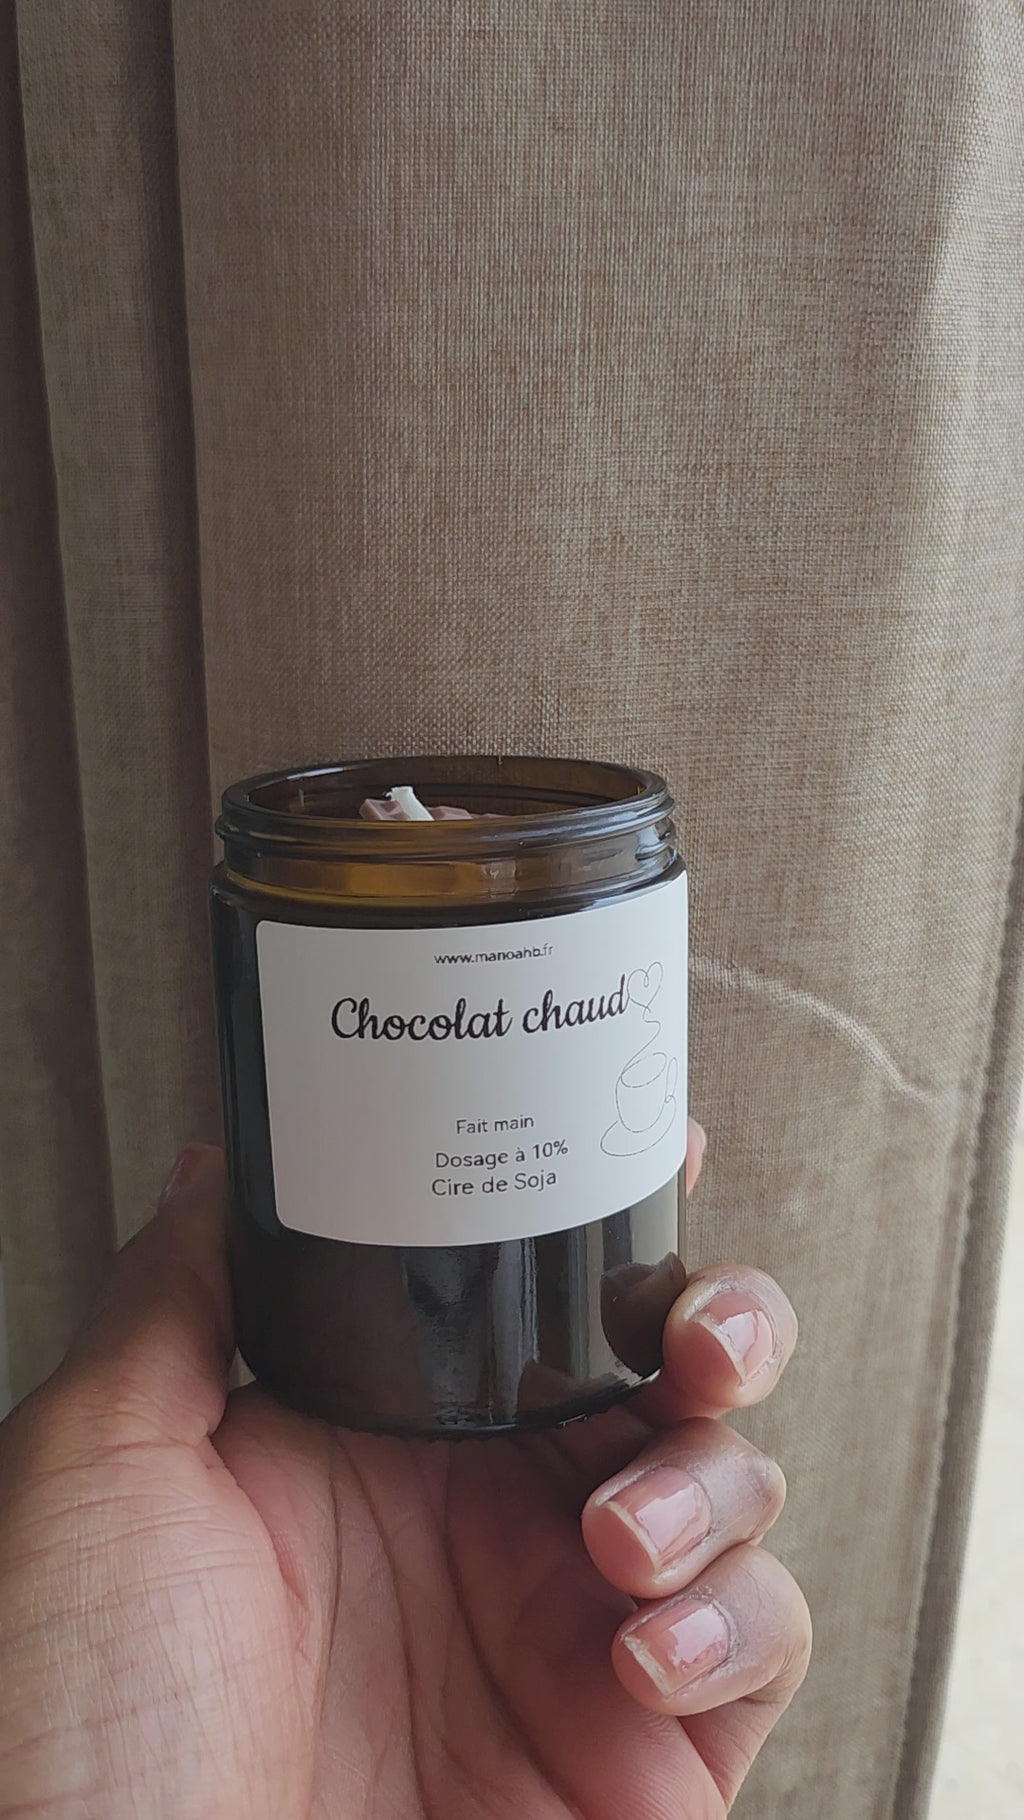 www.manoahb.fr
Chocolat chaud
Fait main
Dosage à 10%
Cire de Soja